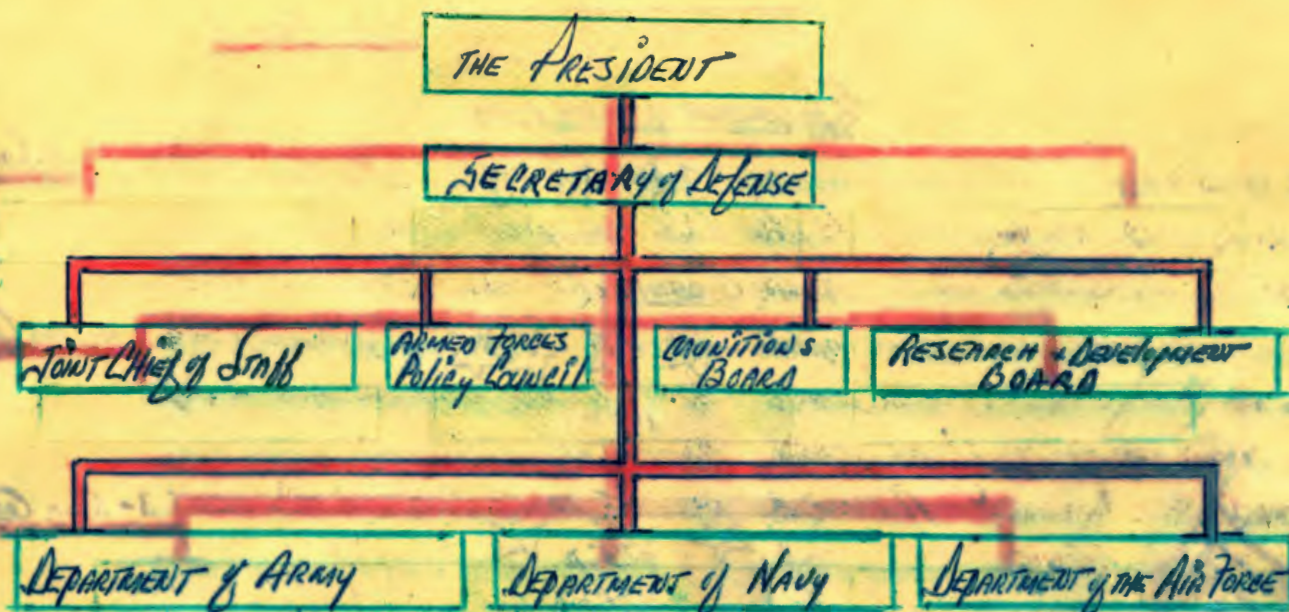 THE PRESIDENT
SECRETARY of DEFENSE
JOINT CHIEF of STAFF
ARMED FORCES
Policy Council
MUNITIONS
BOARD
RESEARCH + DEVELOPMENT
BOARD
DEPARTMENT of ARMY
DEPARTMENT of NAVY
DEPARTMENT of THE AIR FORCE